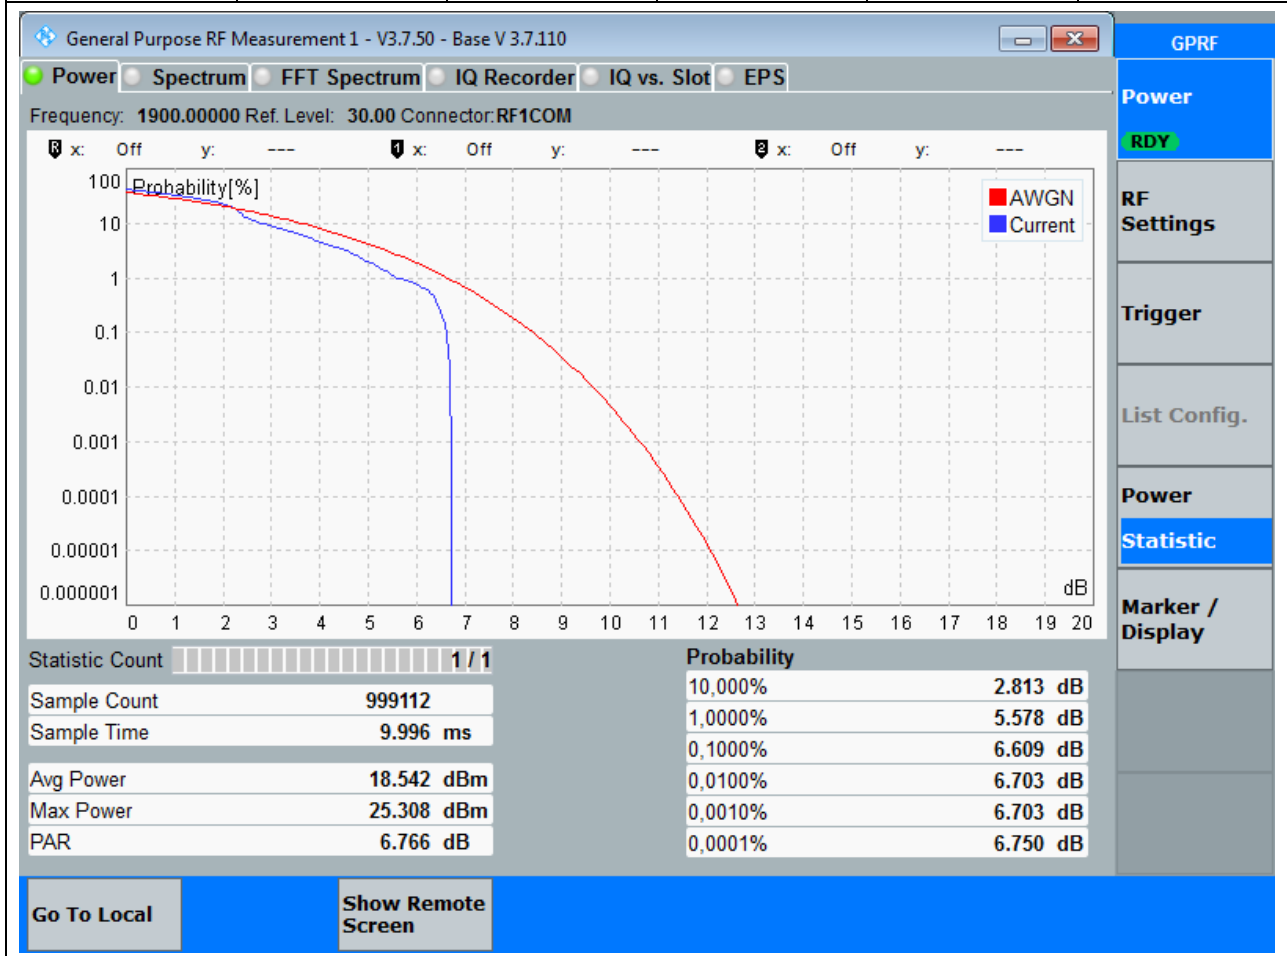 General Purpose RF Measurement 1 - V3.7.50 - Base V 3.7.110
GPRF
Power Spectrum FFT Spectrum IQ Recorder IQ vs. Slot EPS
Power
RDY
Frequency: 1900.00000 Ref. Level: 30.00 Connector: RF1COM
R x: Off y: --- 1 x: Off y: --- 2 x: Off y: ---
Probability[%]
AWGN
Current
100
10
1
0.1
0.01
0.001
0.0001
0.00001
0.000001
dB
0 1 2 3 4 5 6 7 8 9 10 11 12 13 14 15 16 17 18 19 20
RF
Settings
Trigger
List Config.
Power
Statistic
Marker /
Display
Statistic Count 1 / 1
Sample Count 999112
Sample Time 9.996 ms
Avg Power 18.542 dBm
Max Power 25.308 dBm
PAR 6.766 dB
Probability
10,000% 2.813 dB
1,0000% 5.578 dB
0,1000% 6.609 dB
0,0100% 6.703 dB
0,0010% 6.703 dB
0,0001% 6.750 dB
Go To Local
Show Remote
Screen